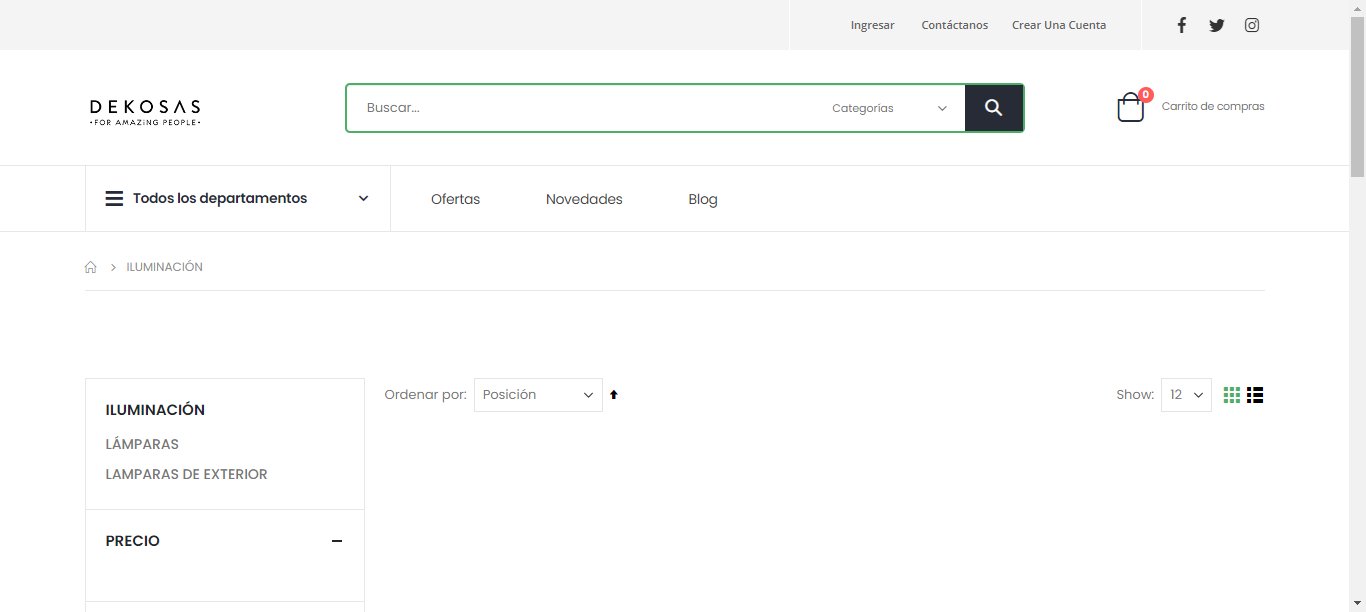 Ingresar Contáctanos Crear Una Cuenta
DEKOSAS
•FOR AMAZiNG PEOPLE•
Buscar... Categorías
0 Carrito de compras
Todos los departamentos Ofertas Novedades Blog
ILUMINACIÓN
ILUMINACIÓN
LÁMPARAS
LAMPARAS DE EXTERIOR
PRECIO
Ordenar por: Posición Show: 12